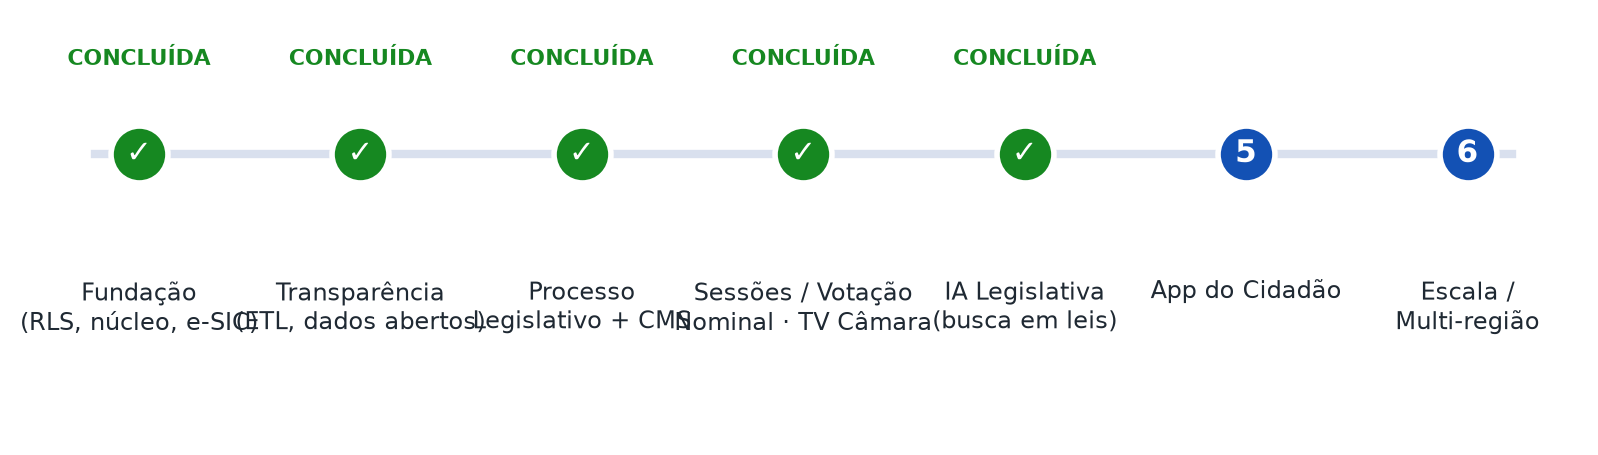 CONCLUÍDA CONCLUÍDA CONCLUÍDA CONCLUÍDA CONCLUÍDA
✓ ✓ ✓ ✓ ✓ 5 6
Fundação
(RLS, núcleo, e-SIC)
Transparência
(ETL, dados abertos)
Processo
Legislativo + CMS
Sessões / Votação
Nominal · TV Câmara
IA Legislativa
(busca em leis)
App do Cidadão
Escala /
Multi-região